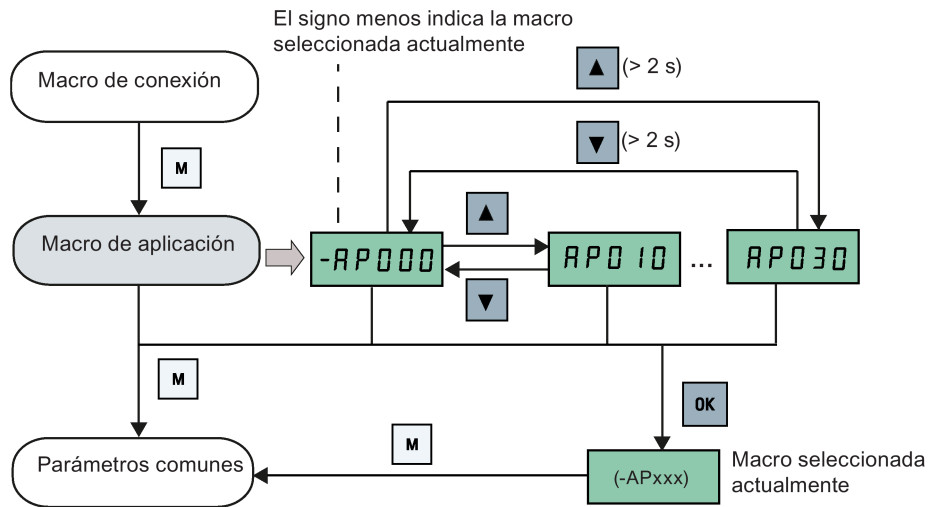 El signo menos indica la macro
seleccionada actualmente
Macro de conexión
▲ (> 2 s)
▼ (> 2 s)
M
▲
Macro de aplicación
-AP000
AP010
...
AP030
▼
M
OK
M
Parámetros comunes
(-APxxx)
Macro seleccionada
actualmente